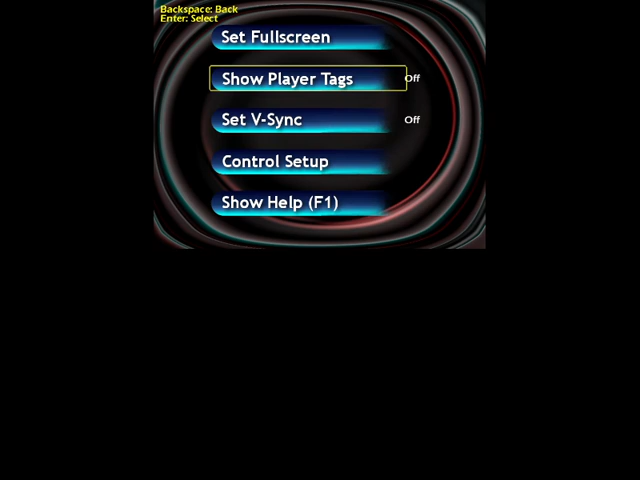 Backspace: Back
Enter: Select
Set Fullscreen
Show Player Tags Off
Set V-Sync Off
Control Setup
Show Help (F1)